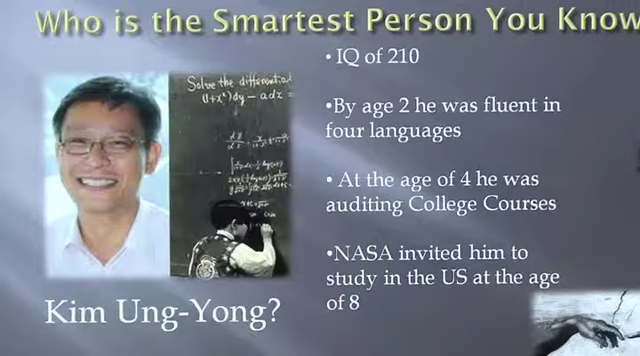 Who is the Smartest Person You Know
• IQ of 210
•By age 2 he was fluent in
four languages
• At the age of 4 he was
auditing College Courses
•NASA invited him to
study in the US at the age
of 8
Solve the differential
Kim Ung-Yong?